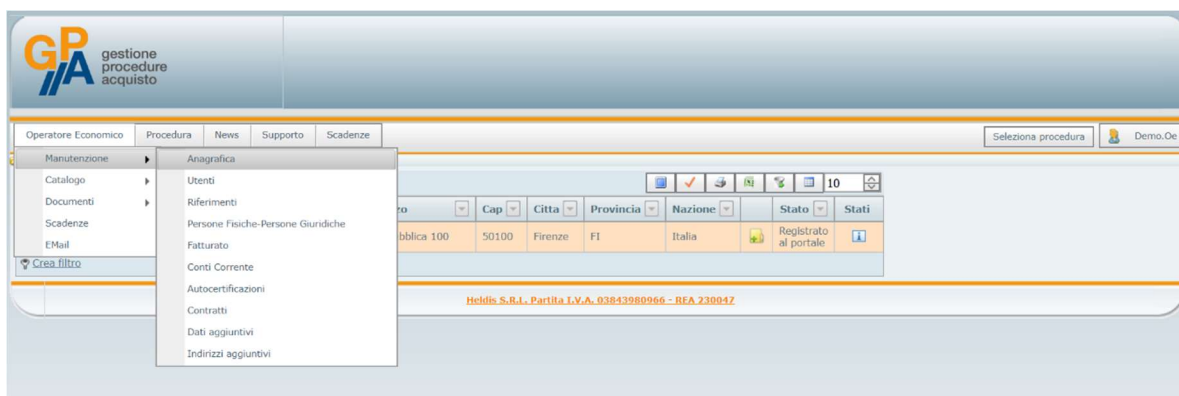 GPA gestione
procedure
acquisto
Operatore Economico Procedura News Supporto Scadenze Seleziona procedura Demo.Oe
Manutenzione Anagrafica
Catalogo Utenti
Documenti Riferimenti
Scadenze Persone Fisiche-Persone Giuridiche
EMail Fatturato
Conti Corrente
Autocertificazioni
Contratti
Dati aggiuntivi
Indirizzi aggiuntivi
10
zo Cap Citta Provincia Nazione Stato Stati
bblica 100 50100 Firenze FI Italia Registrato
al portale
Crea filtro
Heldis S.R.L. Partita I.V.A. 03843980966 - REA 230047